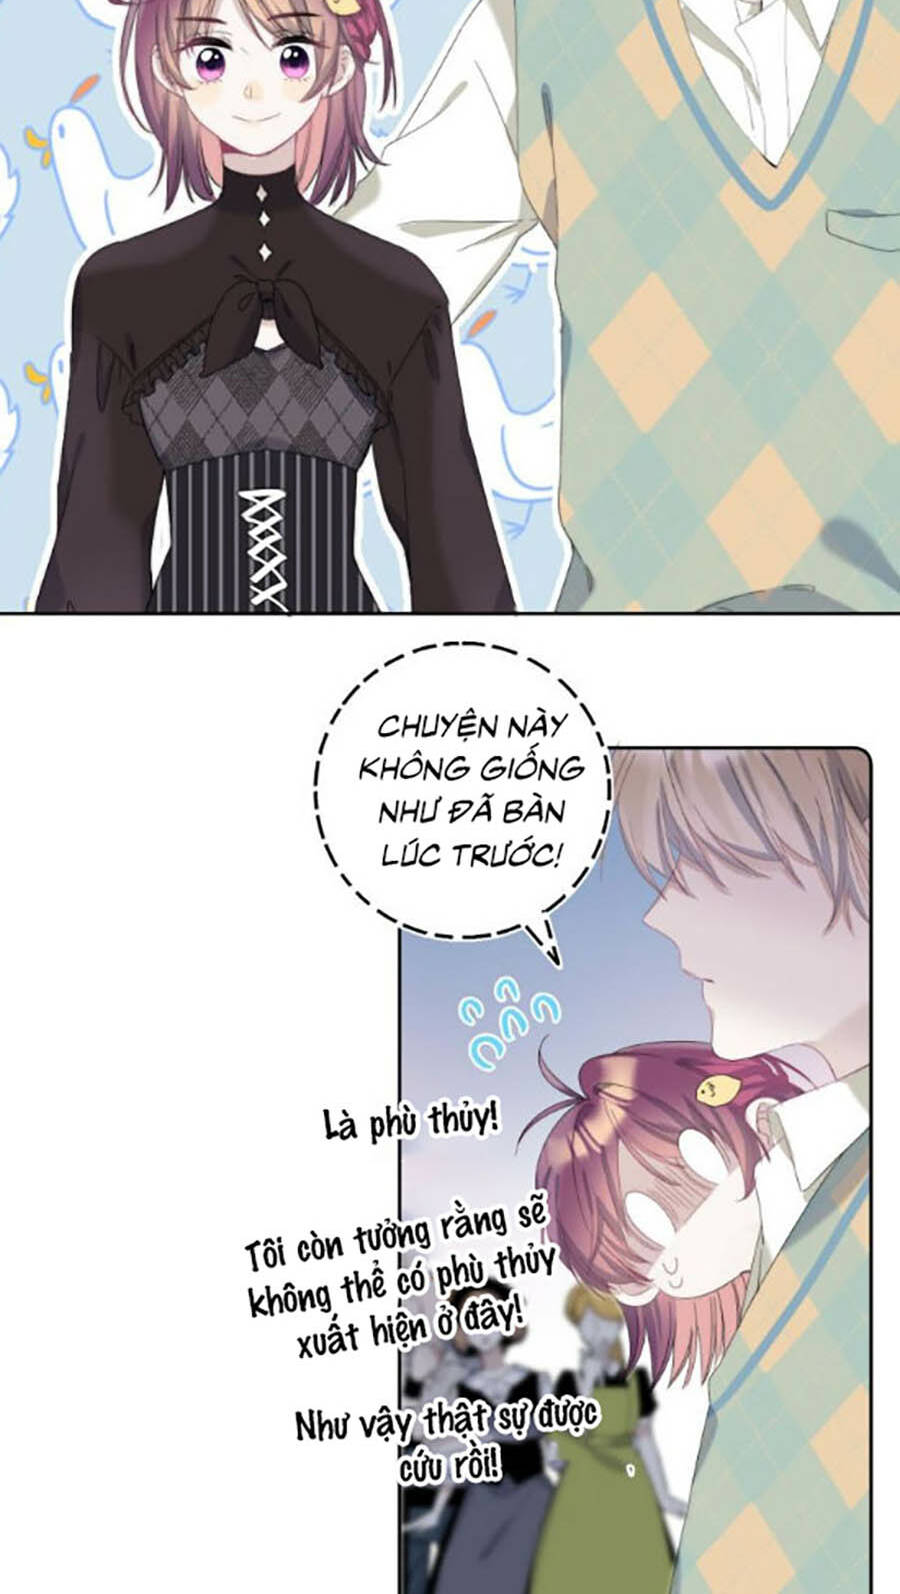 CHUYỆN NÀY
KHÔNG GIỐNG
NHƯ ĐÃ BÀN
LÚC TRƯỚC!
Là phù thủy!
Tôi còn tưởng rằng sẽ
không thể có phù thủy
xuất hiện ở đây!
Như vậy thật sự được
cứu rồi!